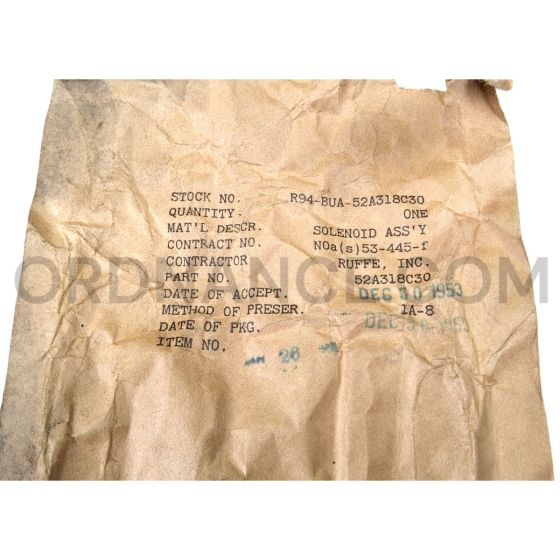 STOCK NO. R94-BUA-52A318C30
QUANTITY. ONE
MAT'L DESCR. SOLENOID ASS'Y
CONTRACT NO. NOa(s)53-445-f
CONTRACTOR RUFFE, INC.
PART NO. 52A318C30
DATE OF ACCEPT. DEC 30 1953
METHOD OF PRESER. 1A-8
DATE OF PKG. DEC 30 1953
ITEM NO.
26
ORDNANCE.COM